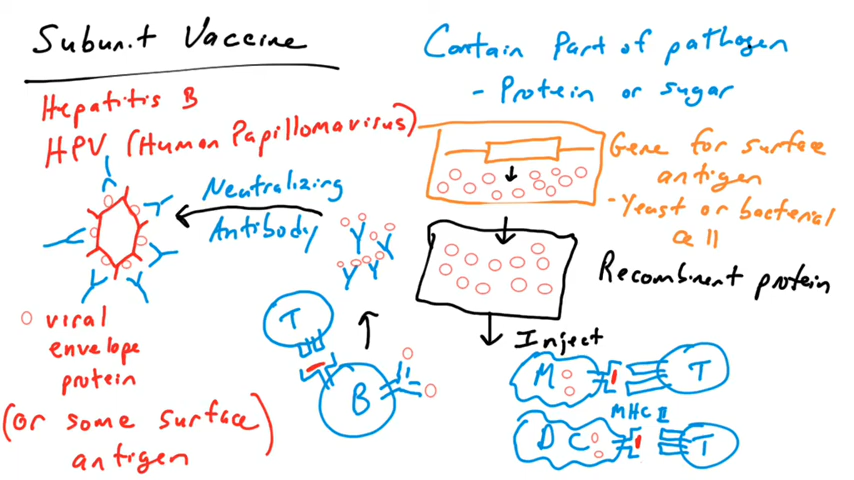 Subunit Vaccine
Hepatitis B
HPV (Human Papillomavirus)
Contain Part of pathogen
- Protein or sugar
Gene for surface
antigen
- Yeast or bacterial
cell
Recombinent protein
Inject
M
T
MHC II
DC
T
T
B
Neutralizing
Antibody
viral
envelope
protein
(or some surface
antigen)